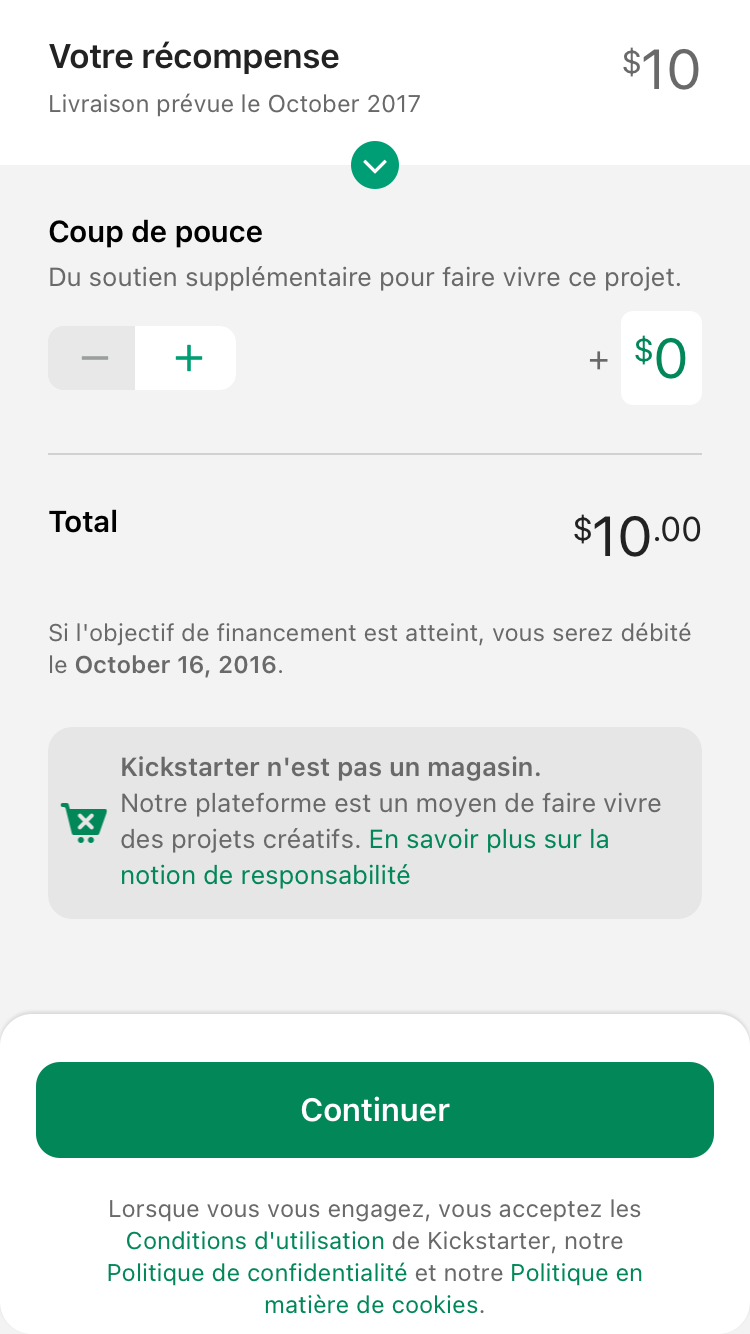 Votre récompense
$10
Livraison prévue le October 2017
Coup de pouce
Du soutien supplémentaire pour faire vivre ce projet.
+ $0
Total
$10.00
Si l'objectif de financement est atteint, vous serez débité
le October 16, 2016.
Kickstarter n'est pas un magasin.
Notre plateforme est un moyen de faire vivre
des projets créatifs. En savoir plus sur la
notion de responsabilité
Continuer
Lorsque vous vous engagez, vous acceptez les
Conditions d'utilisation de Kickstarter, notre
Politique de confidentialité et notre Politique en
matière de cookies.